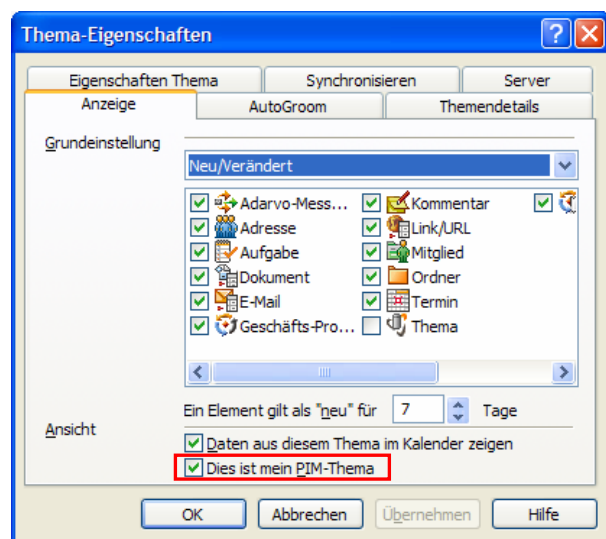 Thema-Eigenschaften
Eigenschaften Thema Synchronisieren Server
Anzeige AutoGroom Themendetails
Grundeinstellung
Neu/Verändert
Adarvo-Mess... Kommentar
Adresse Link/URL
Aufgabe Mitglied
Dokument Ordner
E-Mail Termin
Geschäfts-Pro... Thema
Ein Element gilt als "neu" für 7 Tage
Ansicht
Daten aus diesem Thema im Kalender zeigen
Dies ist mein PIM-Thema
OK Abbrechen Übernehmen Hilfe